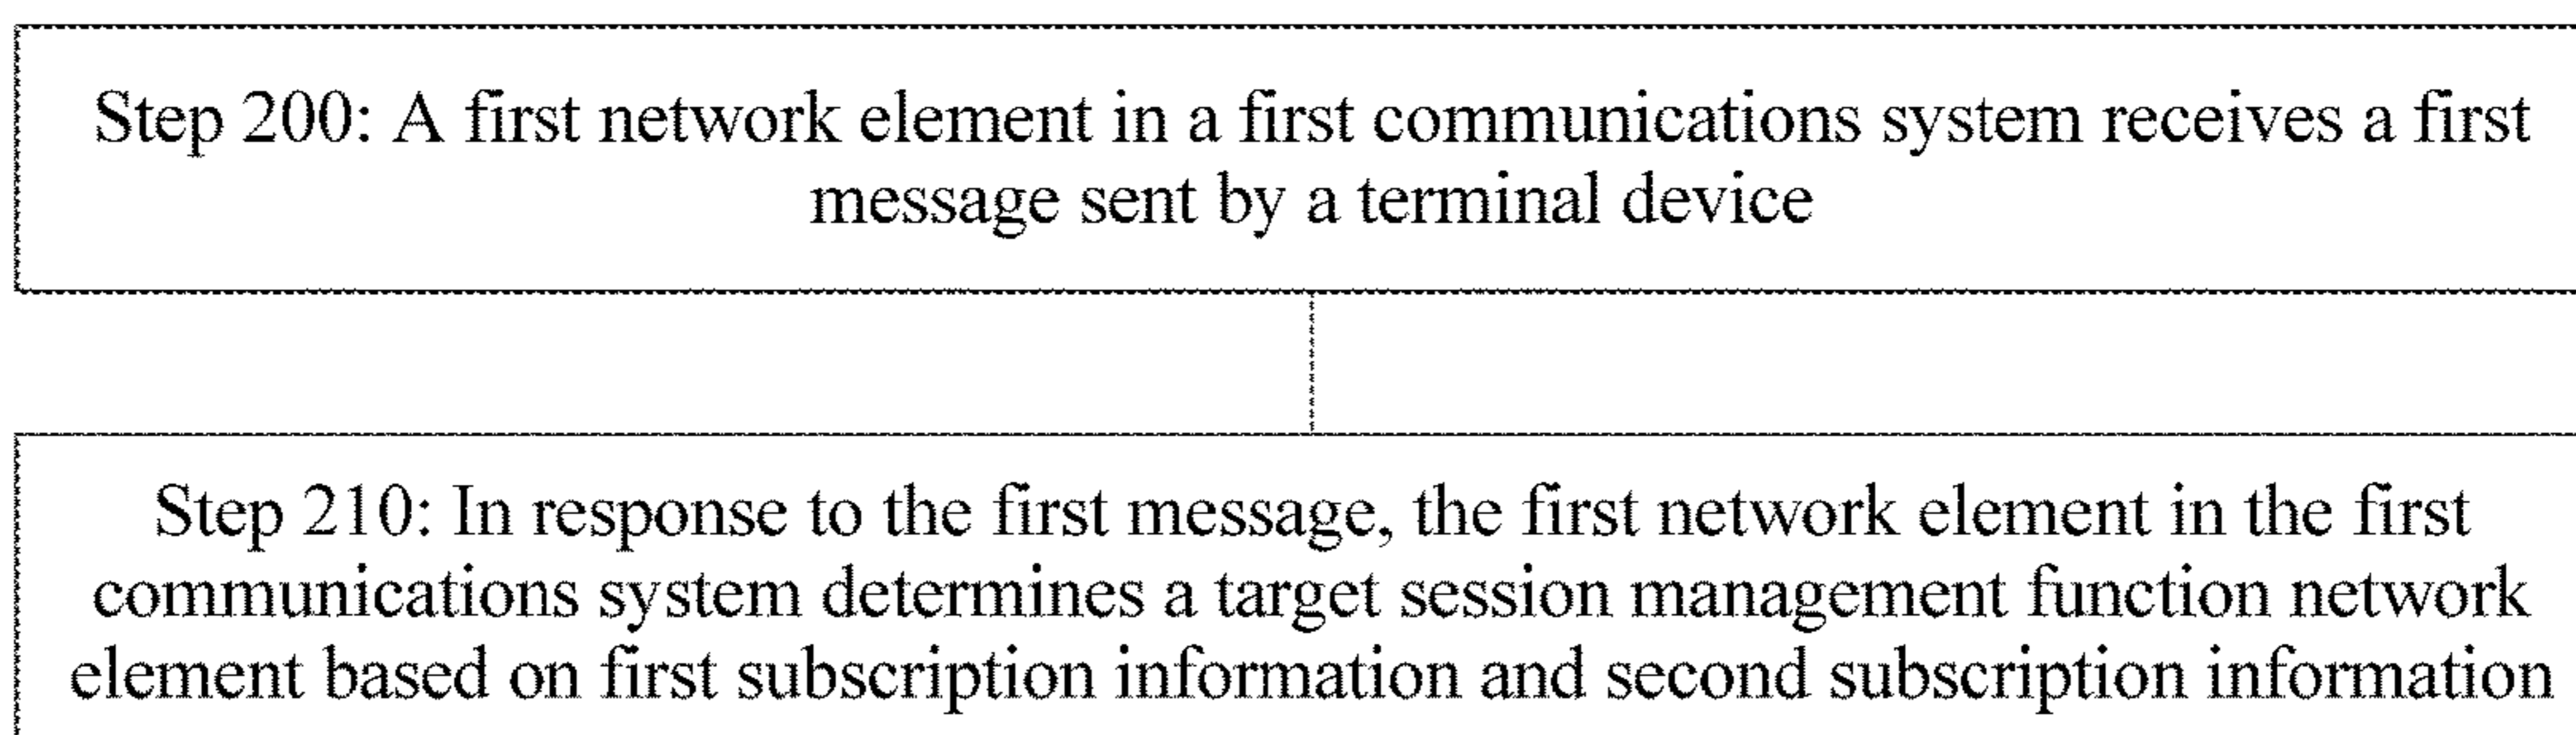 Step 200: A first network element in a first communications system receives a first
message sent by a terminal device
Step 210: In response to the first message, the first network element in the first
communications system determines a target session management function network
element based on first subscription information and second subscription information